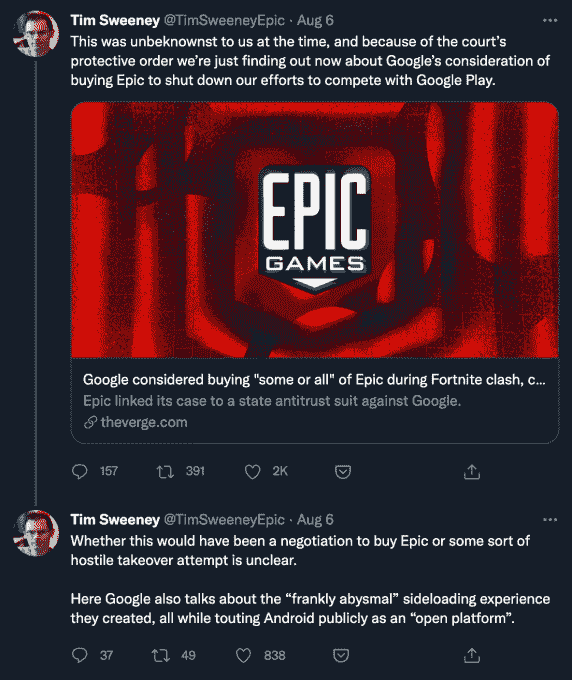 Tim Sweeney @TimSweeneyEpic · Aug 6
This was unbeknownst to us at the time, and because of the court’s
protective order we’re just finding out now about Google’s consideration of
buying Epic to shut down our efforts to compete with Google Play.
EPIC
GAMES
Google considered buying "some or all" of Epic during Fortnite clash, c...
Epic linked its case to a state antitrust suit against Google.
theverge.com
157 391 2K
Tim Sweeney @TimSweeneyEpic · Aug 6
Whether this would have been a negotiation to buy Epic or some sort of
hostile takeover attempt is unclear.
Here Google also talks about the “frankly abysmal” sideloading experience
they created, all while touting Android publicly as an “open platform”.
37 49 838